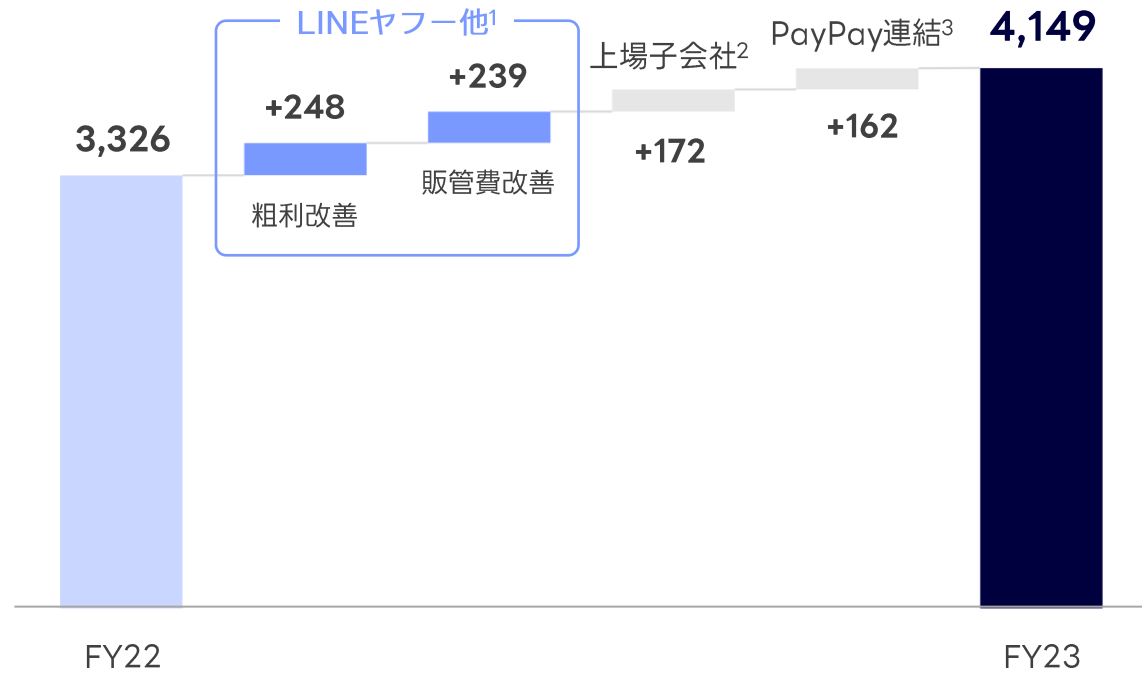 LINEヤフー他1
3,326
+248
粗利改善
+239
販管費改善
上場子会社2
+172
PayPay連結3
+162
4,149
FY22
FY23